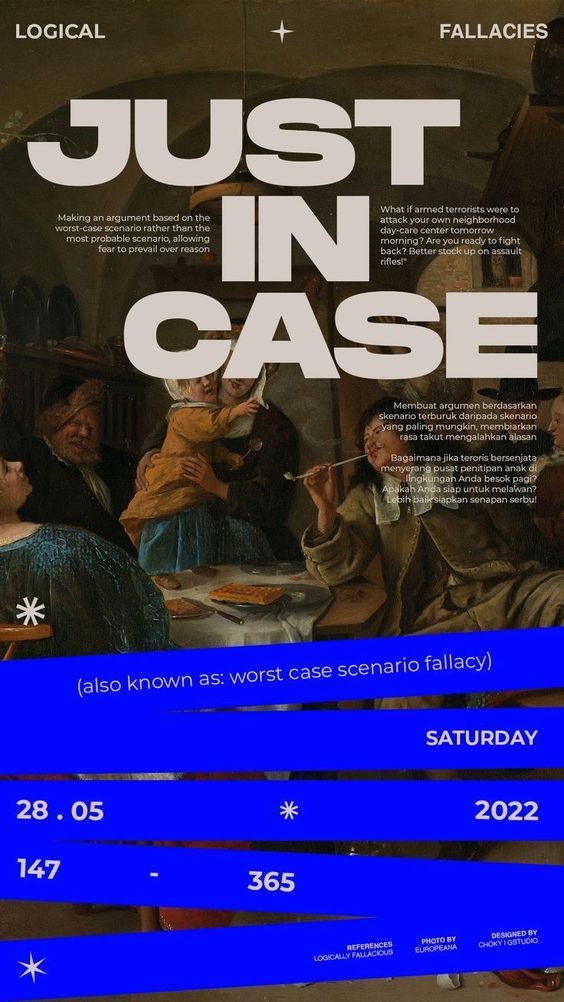 LOGICAL
FALLACIES
JUST
IN
CASE
Making an argument based on the
worst-case scenario rather than the
most probable scenario, allowing
fear to prevail over reason
What if armed terrorists were to
attack your own neighborhood
day-care center tomorrow
morning? Are you ready to fight
back? Better stock up on assault
rifles!"
Membuat argumen berdasarkan
skenario terburuk daripada skenario
yang paling mungkin, membiarkan
rasa takut mengalahkan alasan
Bagaimana jika teroris bersenjata
menyerang pusat penitipan anak di
lingkungan Anda besok pagi?
Apakah Anda siap untuk melawan?
Lebih baik siapkan senapan serbu!
(also known as: worst case scenario fallacy)
SATURDAY
28 . 05
2022
147 - 365
REFERENCES
LOGICALLY FALLACIOUS
PHOTO BY
EUROPEANA
DESIGNED BY
CHOKY I GSTUDIO